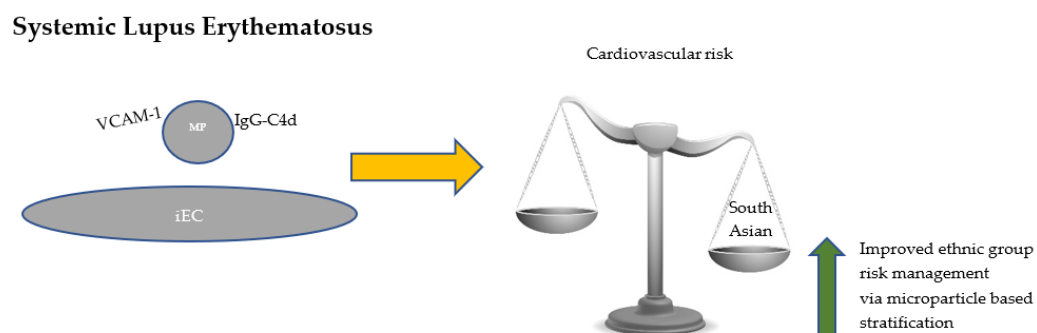 Systemic Lupus Erythematosus
Cardiovascular risk
VCAM-1
MP
IgG-C4d
iEC
South
Asian
Improved ethnic group
risk management
via microparticle based
stratification